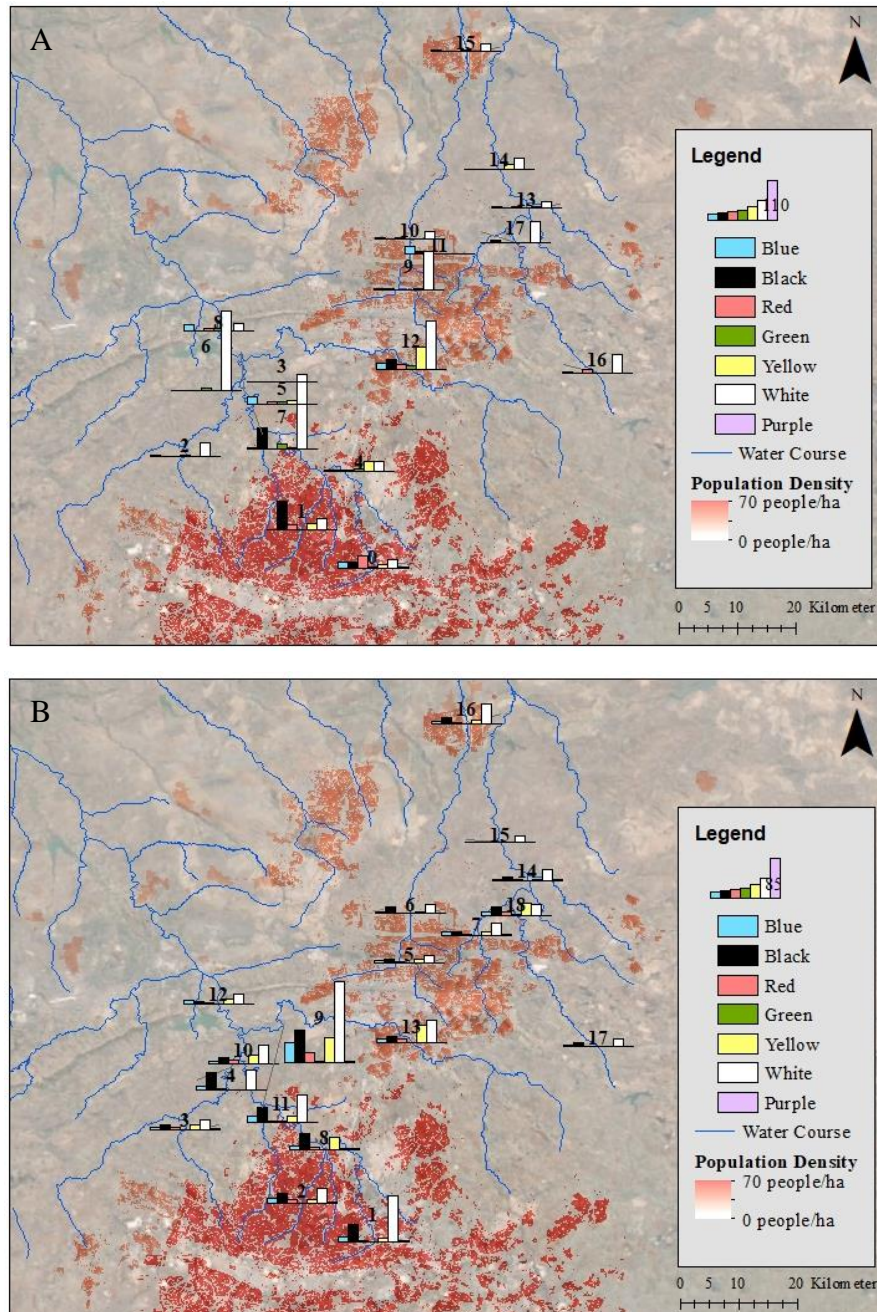 A
N
15
14
13
17
10
11
9
8
6
12
16
3
5
7
2
4
1
0
Legend
110
Blue
Black
Red
Green
Yellow
White
Purple
Water Course
Population Density
70 people/ha
0 people/ha
0 5 10 20 Kilometer
B
N
16
15
14
6
18
7
5
12
9
13
17
10
4
11
3
8
2
1
Legend
85
Blue
Black
Red
Green
Yellow
White
Purple
Water Course
Population Density
70 people/ha
0 people/ha
0 5 10 20 Kilometer